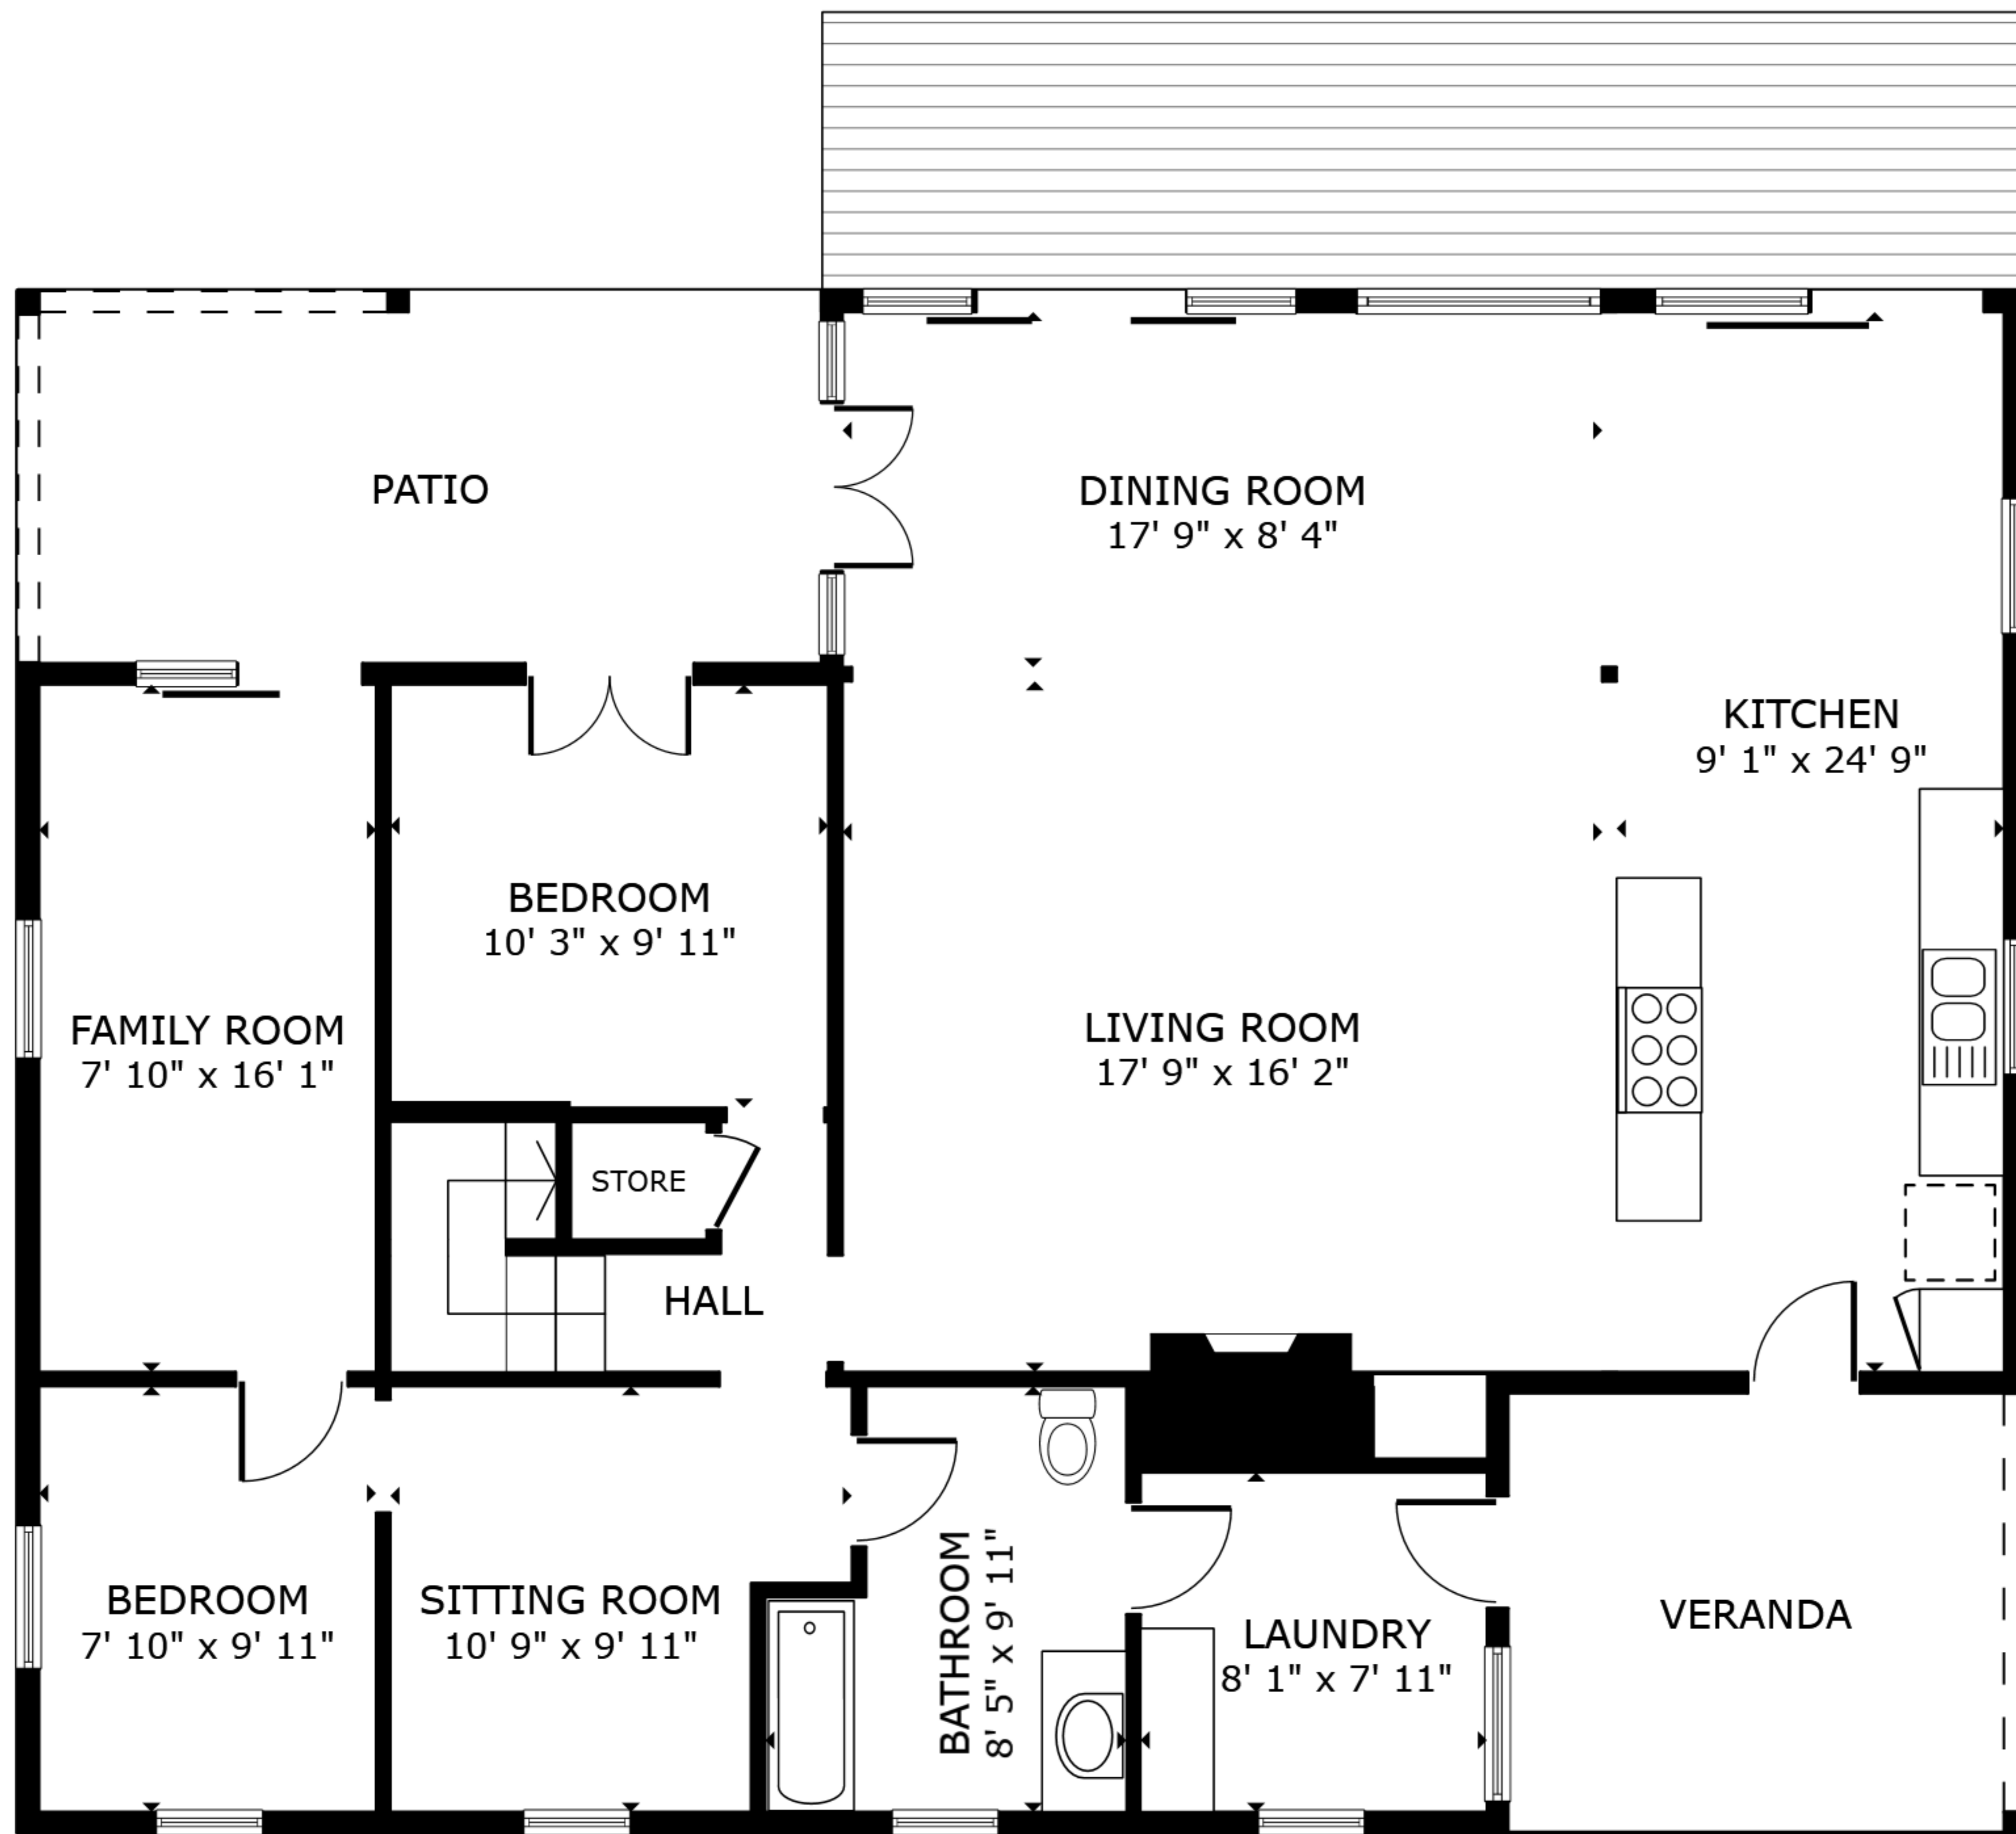 PATIO
DINING ROOM
17' 9" x 8' 4"
KITCHEN
9' 1" x 24' 9"
BEDROOM
10' 3" x 9' 11"
FAMILY ROOM
7' 10" x 16' 1"
LIVING ROOM
17' 9" x 16' 2"
STORE
HALL
BEDROOM
7' 10" x 9' 11"
SITTING ROOM
10' 9" x 9' 11"
BATHROOM
8' 5" x 9' 11"
LAUNDRY
8' 1" x 7' 11"
VERANDA